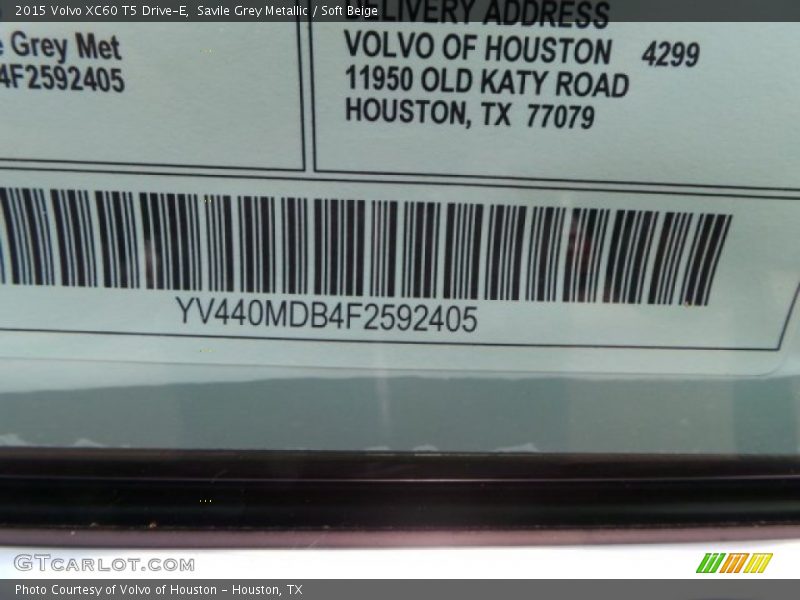 2015 Volvo XC60 T5 Drive-E, Savile Grey Metallic / Soft Beige
Grey Met
4F2592405
DELIVERY ADDRESS
VOLVO OF HOUSTON 4299
11950 OLD KATY ROAD
HOUSTON, TX 77079
YV440MDB4F2592405
GTCARLOT.COM
Photo Courtesy of Volvo of Houston - Houston, TX